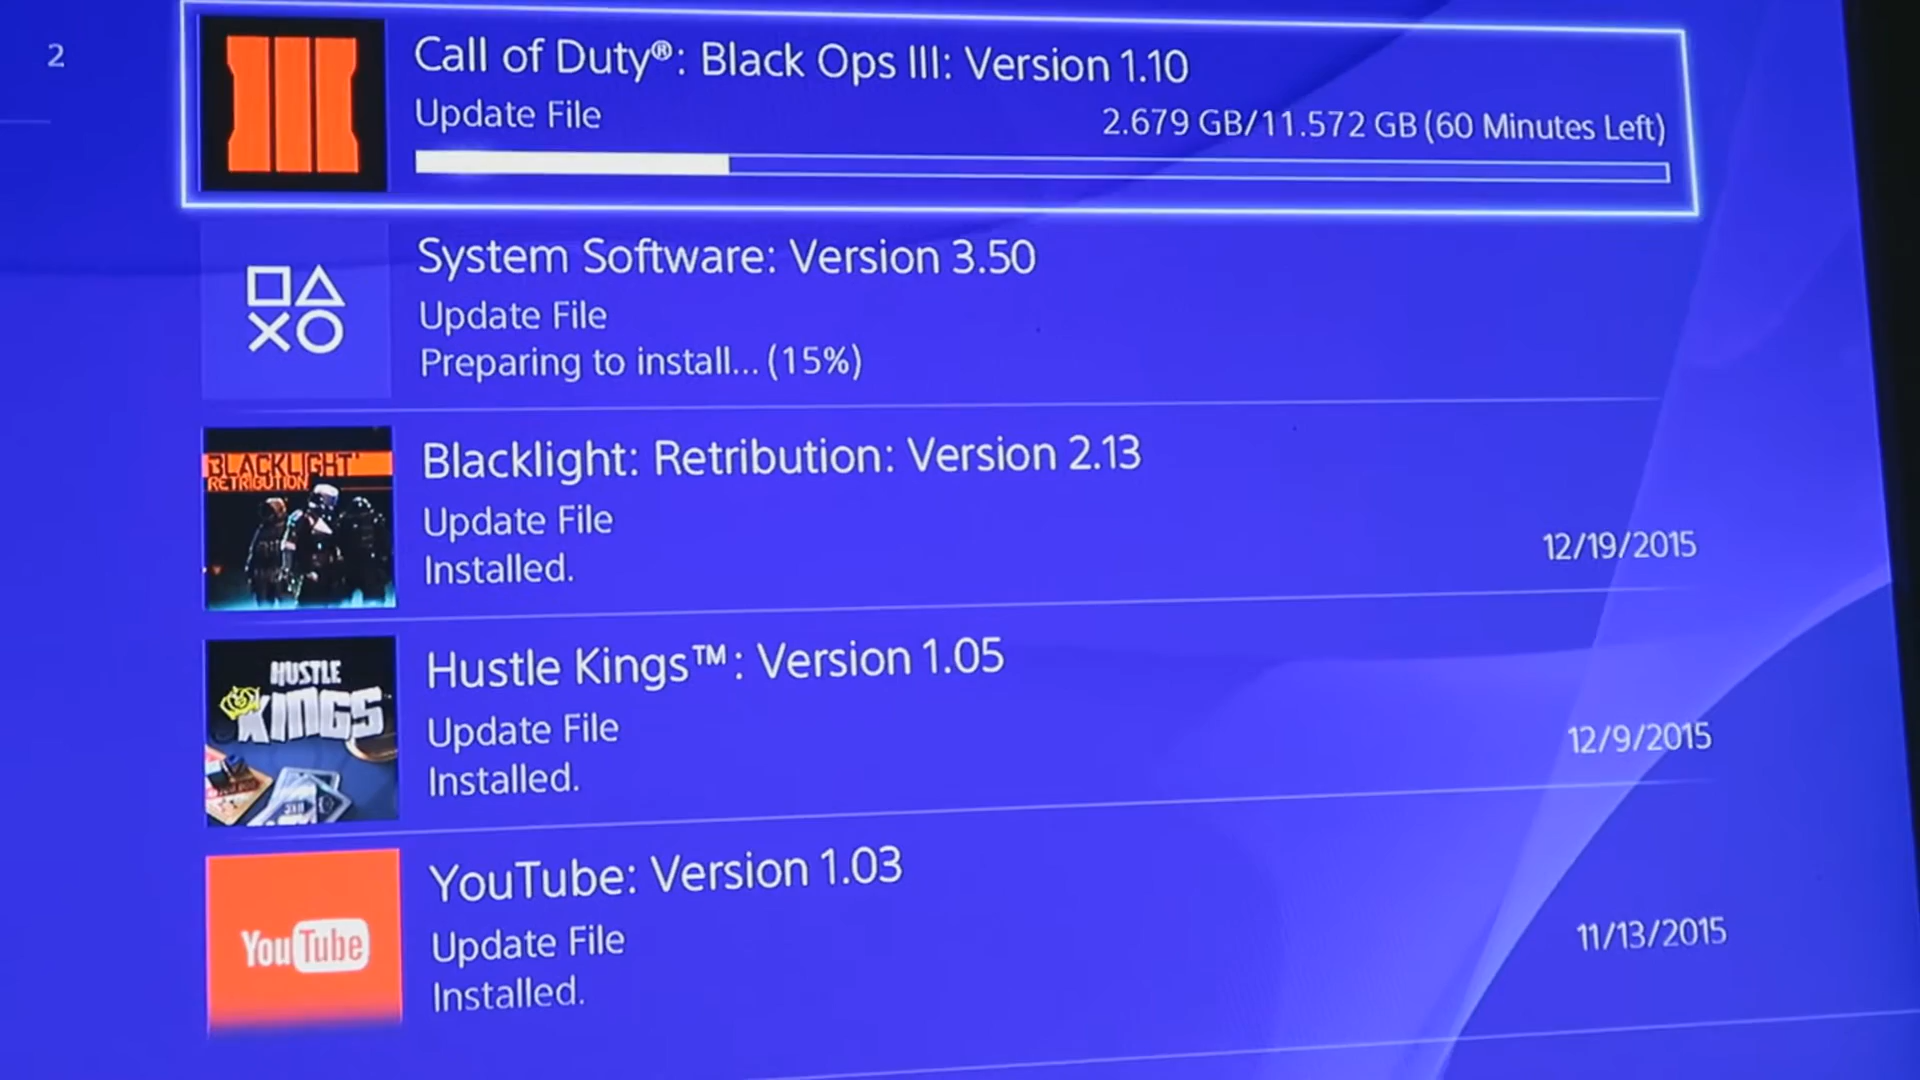 2
Call of Duty®: Black Ops III: Version 1.10
Update File
2.679 GB/11.572 GB (60 Minutes Left)
System Software: Version 3.50
Update File
Preparing to install... (15%)
BLACKLIGHT
RETRIBUTION
Blacklight: Retribution: Version 2.13
Update File
Installed.
12/19/2015
HUSTLE
KINGS
Hustle Kings™: Version 1.05
Update File
Installed.
12/9/2015
YouTube
YouTube: Version 1.03
Update File
Installed.
11/13/2015